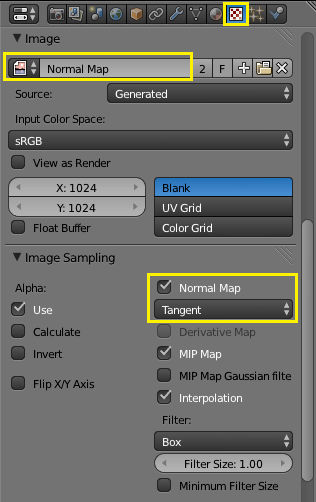 Image
Normal Map 2 F
Source: Generated
Input Color Space:
sRGB
View as Render
X: 1024
Y: 1024
Blank
UV Grid
Color Grid
Float Buffer
Image Sampling
Alpha:
Use
Calculate
Invert
Flip X/Y Axis
Normal Map
Tangent
Derivative Map
MIP Map
MIP Map Gaussian filte
Interpolation
Filter:
Box
Filter Size: 1.00
Minimum Filter Size